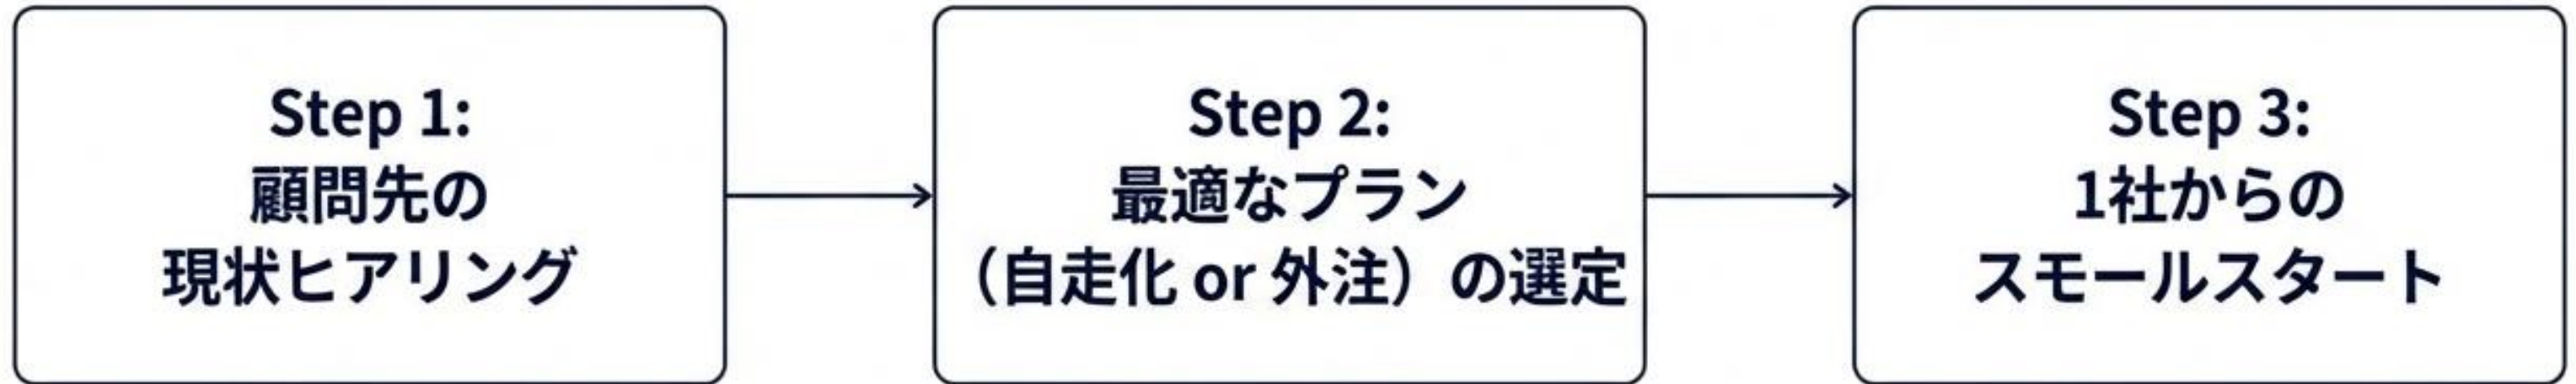 Step 1:
顧問先の
現状ヒアリング
Step 2:
最適なプラン
（自走化 or 外注）の選定
Step 3:
1社からの
スモールスタート